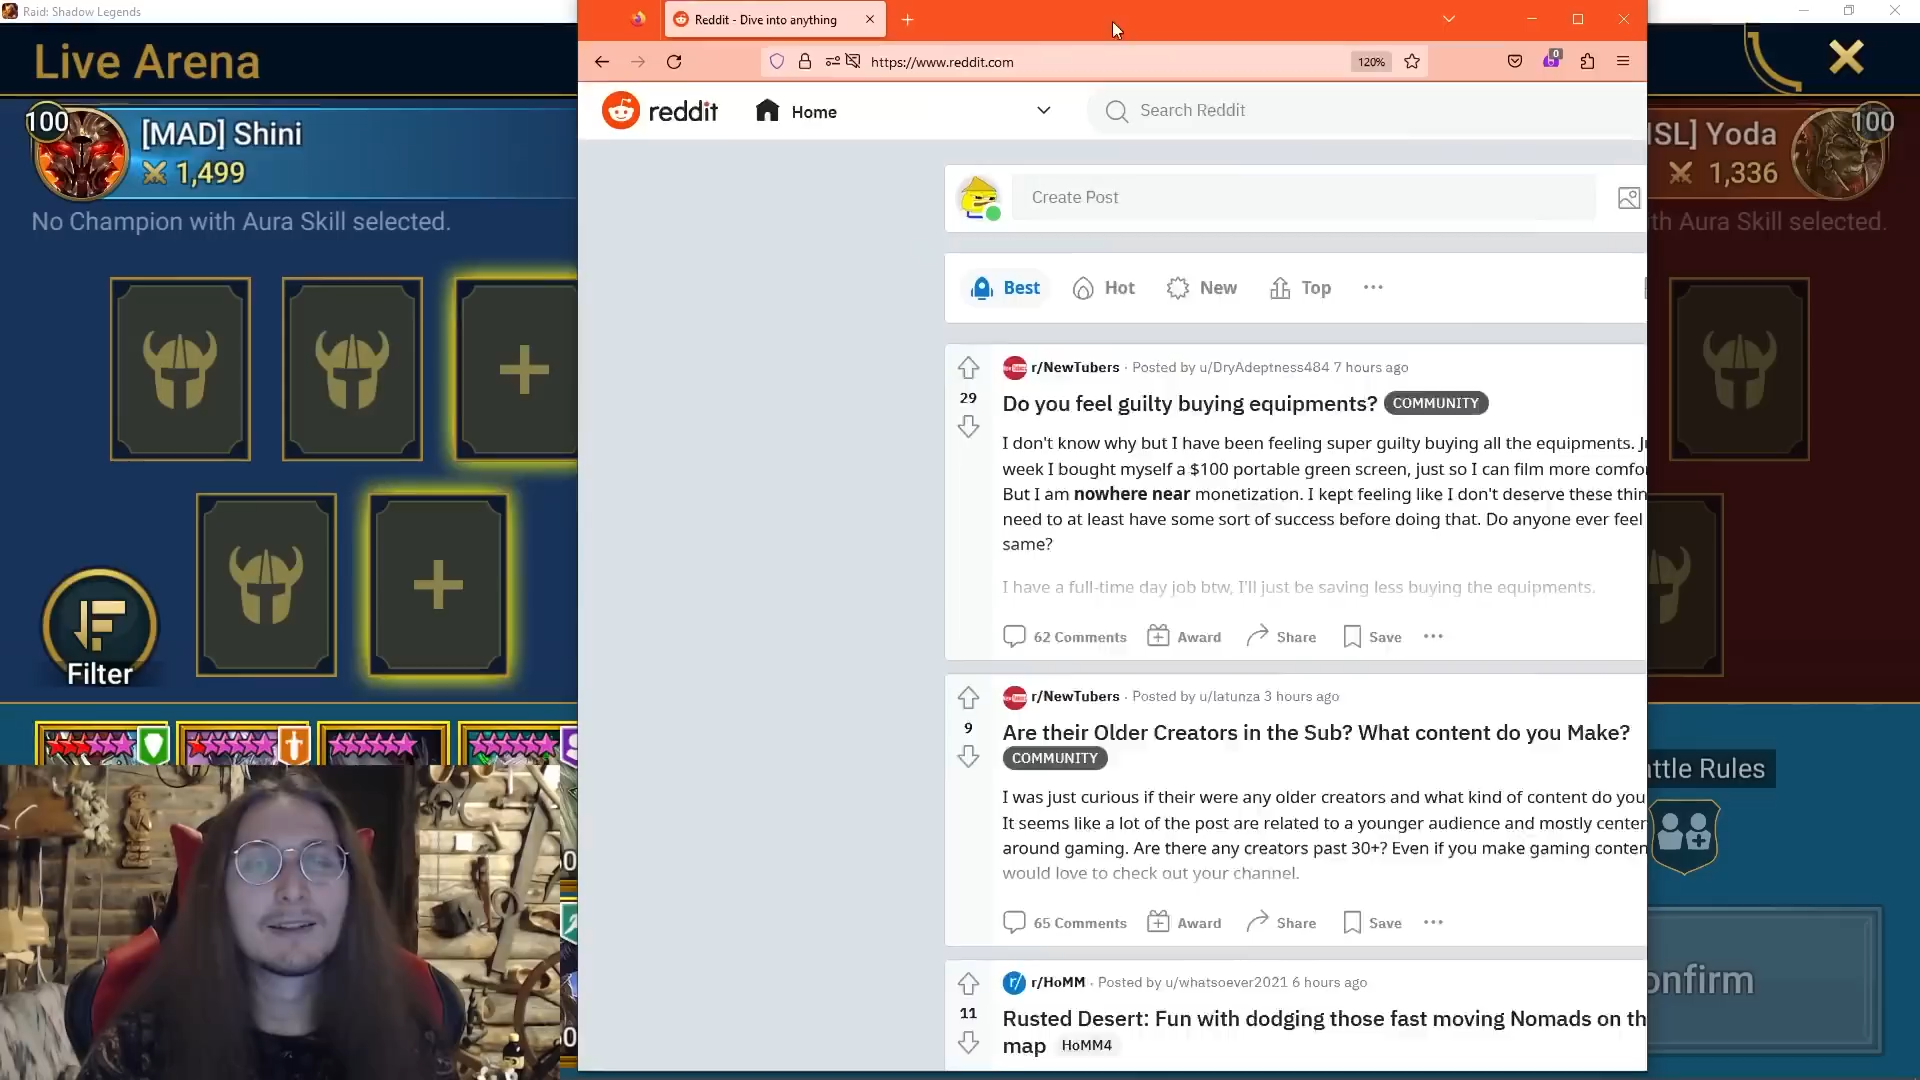 Raid: Shadow Legends
Live Arena
100
[MAD] Shini
1,499
No Champion with Aura Skill selected.
Filter
Reddit - Dive into anything
https://www.reddit.com
120%
0
reddit
Home
Search Reddit
Create Post
Best
Hot
New
Top
r/NewTubers · Posted by u/DryAdeptness484 7 hours ago
29
Do you feel guilty buying equipments? COMMUNITY
I don't know why but I have been feeling super guilty buying all the equipments.
week I bought myself a $100 portable green screen, just so I can film more comfo
But I am nowhere near monetization. I kept feeling like I don't deserve these thin
need to at least have some sort of success before doing that. Do anyone ever feel
same?
I have a full-time day job btw, I'll just be saving less buying the equipments.
62 Comments
Award
Share
Save
r/NewTubers · Posted by u/latunza 3 hours ago
9
Are their Older Creators in the Sub? What content do you Make?
COMMUNITY
I was just curious if their were any older creators and what kind of content do you
It seems like a lot of the post are related to a younger audience and mostly center
around gaming. Are there any creators past 30+? Even if you make gaming conten
would love to check out your channel.
65 Comments
Award
Share
Save
r/HoMM · Posted by u/whatsoever2021 6 hours ago
11
Rusted Desert: Fun with dodging those fast moving Nomads on th
map HoMM4
SL] Yoda
100
1,336
th Aura Skill selected.
attle Rules
onfirm